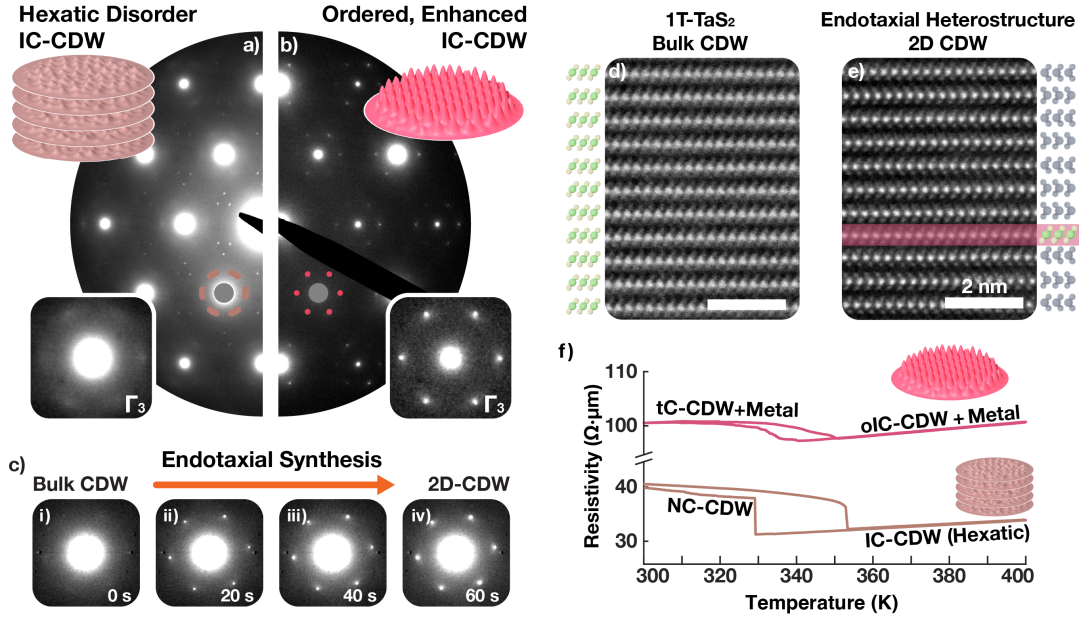 Hexatic Disorder
IC-CDW
a)
b)
Ordered, Enhanced
IC-CDW
Γ₃
Γ₃
c)
Endotaxial Synthesis
Bulk CDW
2D-CDW
i)
0 s
ii)
20 s
iii)
40 s
iv)
60 s
1T-TaS₂
Bulk CDW
d)
Endotaxial Heterostructure
2D CDW
e)
2 nm
f)
110
100
40
30
Resistivity (Ω·μm)
tC-CDW+Metal
oIC-CDW + Metal
NC-CDW
IC-CDW (Hexatic)
300
320
340
360
380
400
Temperature (K)